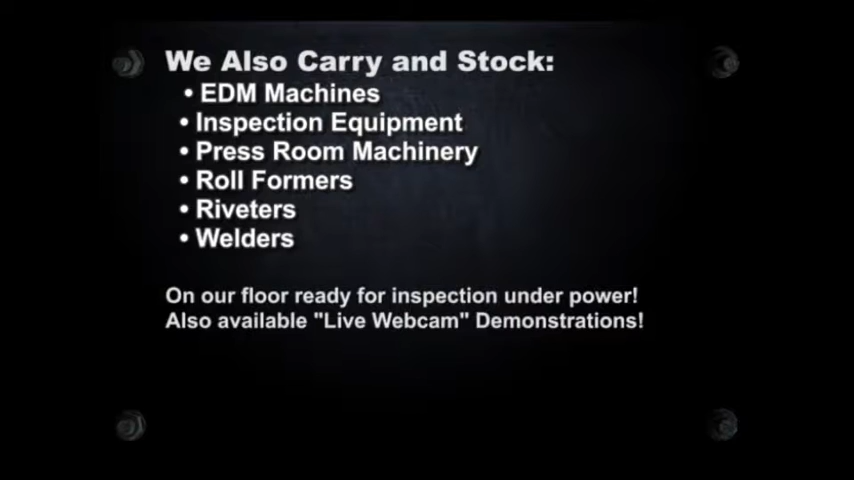 We Also Carry and Stock:
• EDM Machines
• Inspection Equipment
• Press Room Machinery
• Roll Formers
• Riveters
• Welders
On our floor ready for inspection under power!
Also available "Live Webcam" Demonstrations!